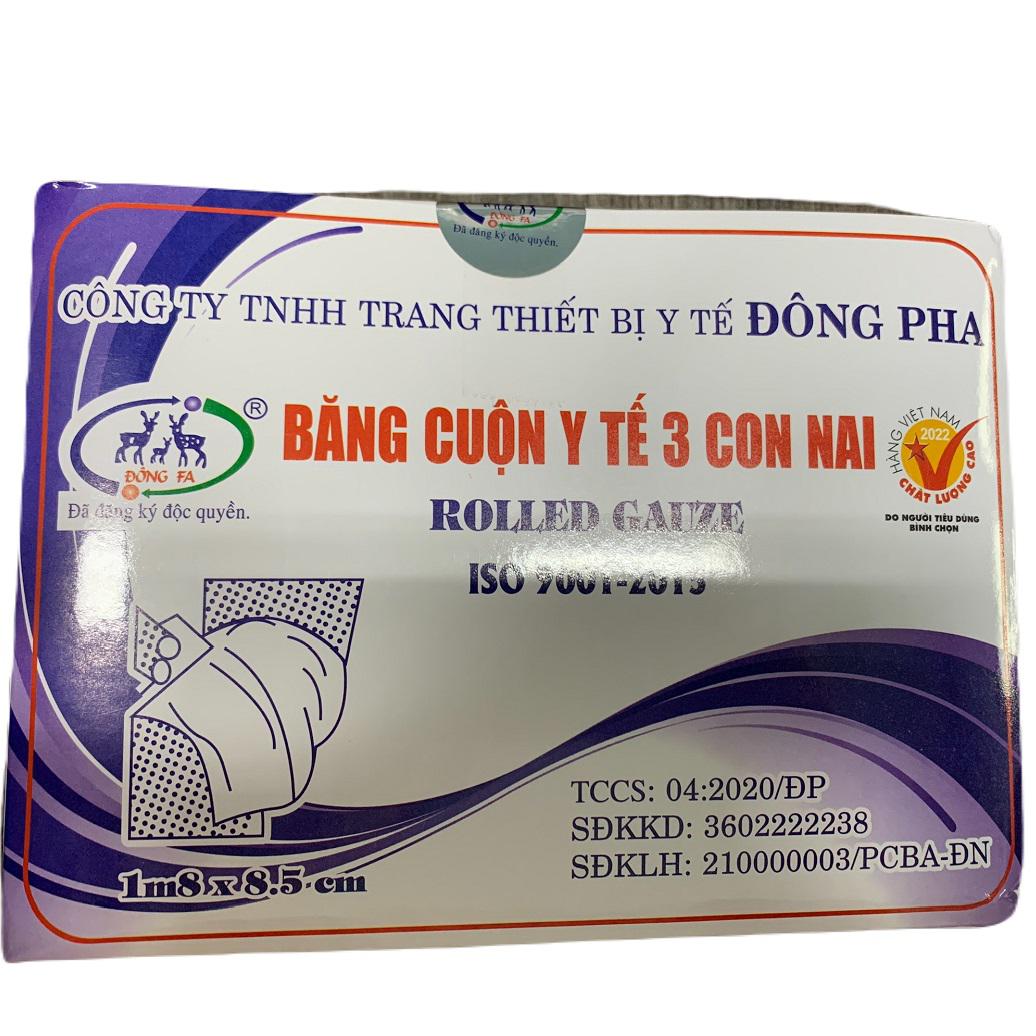 ĐÔNG FA
Đã đăng ký độc quyền.
CÔNG TY TNHH TRANG THIẾT BỊ Y TẾ ĐÔNG PHA
ĐÔNG FA
®
Đã đăng ký độc quyền.
BĂNG CUỘN Y TẾ 3 CON NAI
ROLLED GAUZE
ISO 9001-2015
HÀNG VIỆT NAM
2022
CHẤT LƯỢNG CAO
DO NGƯỜI TIÊU DÙNG
BÌNH CHỌN
1m8 x 8.5 cm
TCCS: 04:2020/ĐP
SĐKKD: 3602222238
SĐKLH: 210000003/PCBA-ĐN